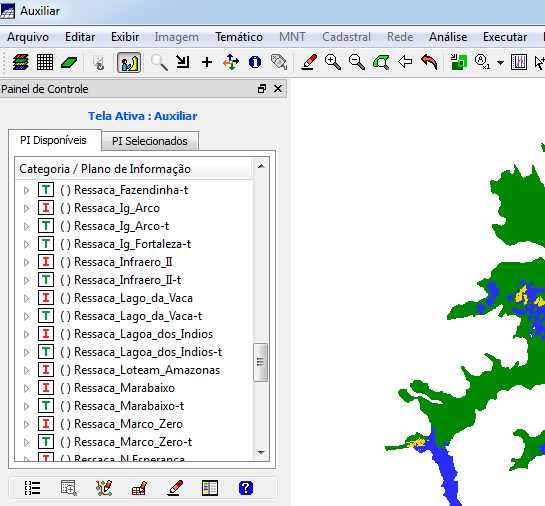 Auxiliar
Arquivo Editar Exibir Imagem Temático MNT Cadastral Rede Análise Executar
Painel de Controle
Tela Ativa : Auxiliar
PI Disponíveis PI Selecionados
Categoria / Plano de Informação
T ( ) Ressaca_Fazendinha-t
I ( ) Ressaca_Ig_Arco
T ( ) Ressaca_Ig_Arco-t
T ( ) Ressaca_Ig_Fortaleza-t
I ( ) Ressaca_Infraero_II
T ( ) Ressaca_Infraero_II-t
I ( ) Ressaca_Lago_da_Vaca
T ( ) Ressaca_Lago_da_Vaca-t
I ( ) Ressaca_Lagoa_dos_Indios
T ( ) Ressaca_Lagoa_dos_Indios-t
I ( ) Ressaca_Loteam_Amazonas
I ( ) Ressaca_Marabaixo
T ( ) Ressaca_Marabaixo-t
I ( ) Ressaca_Marco_Zero
T ( ) Ressaca_Marco_Zero-t
I ( ) Ressaca_N.Esperança